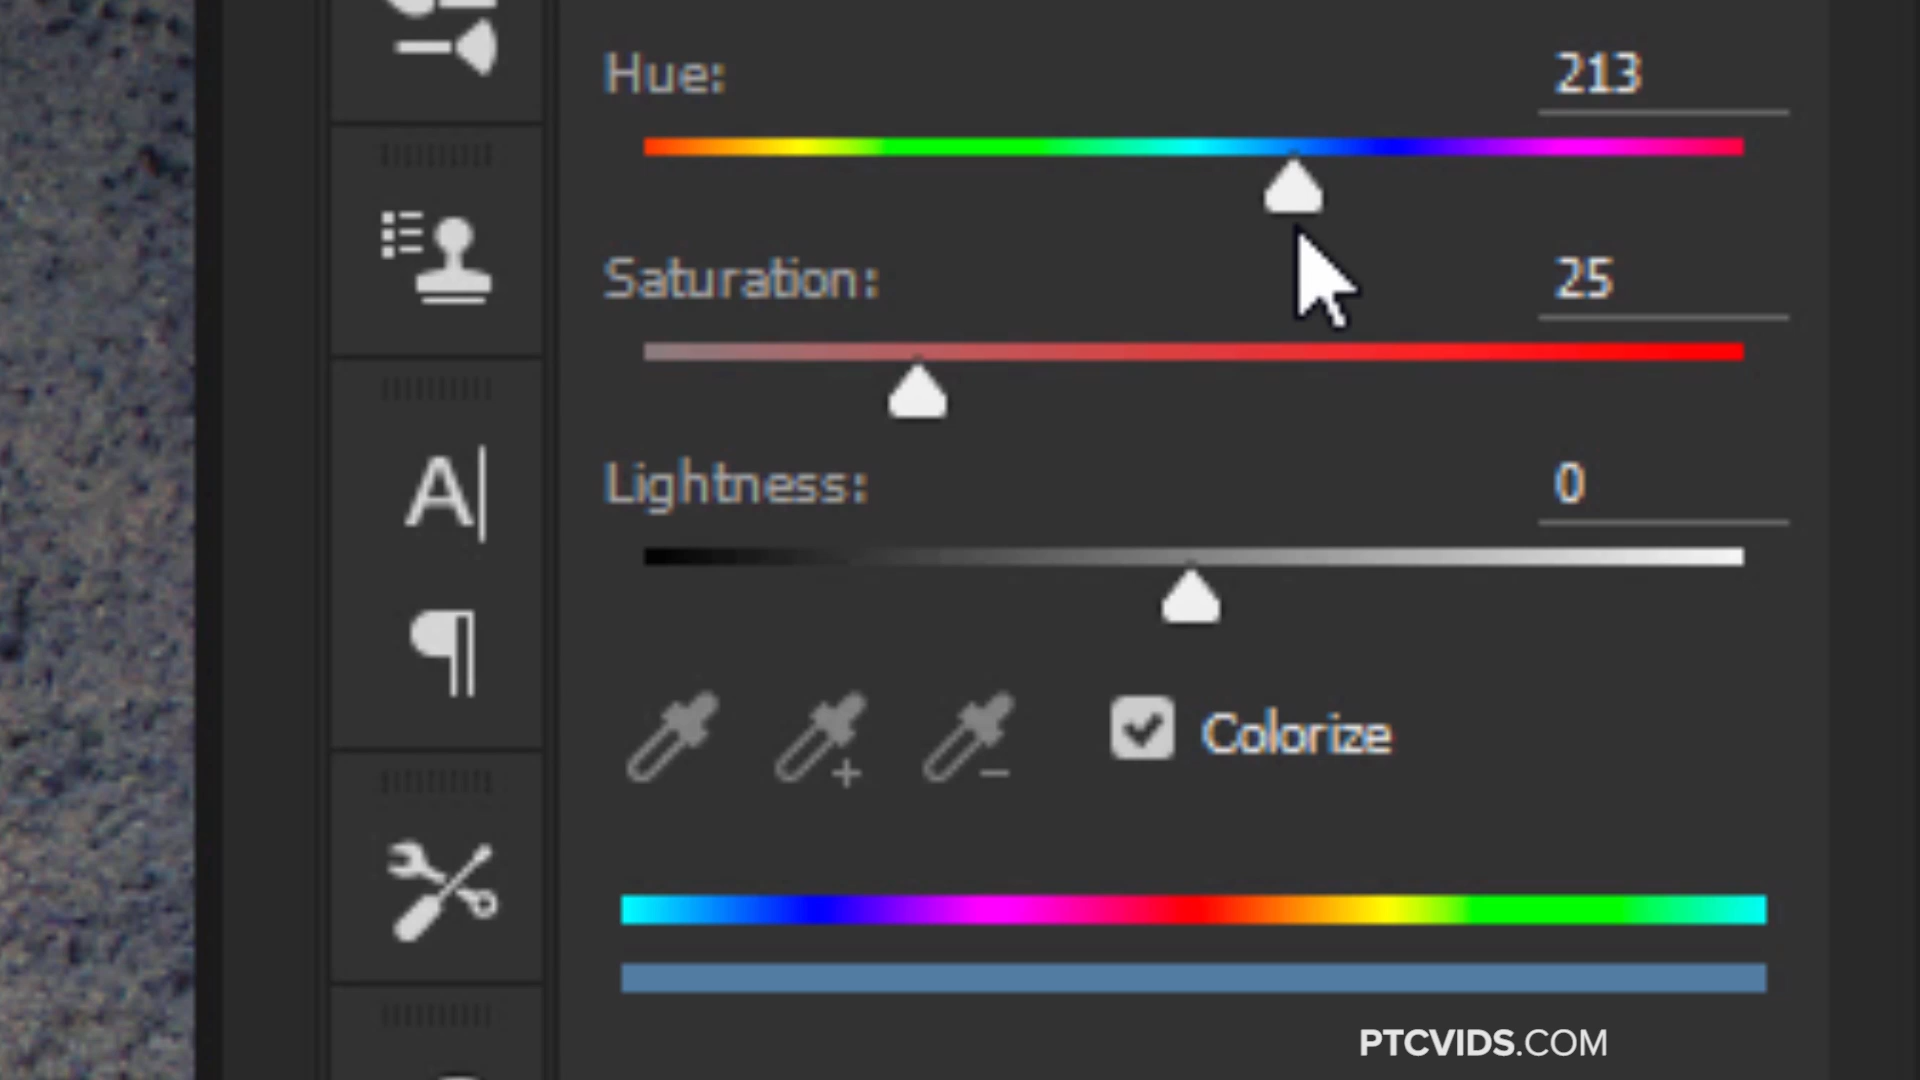 Hue: 213
Saturation: 25
Lightness: 0
Colorize
PTCVIDS.COM